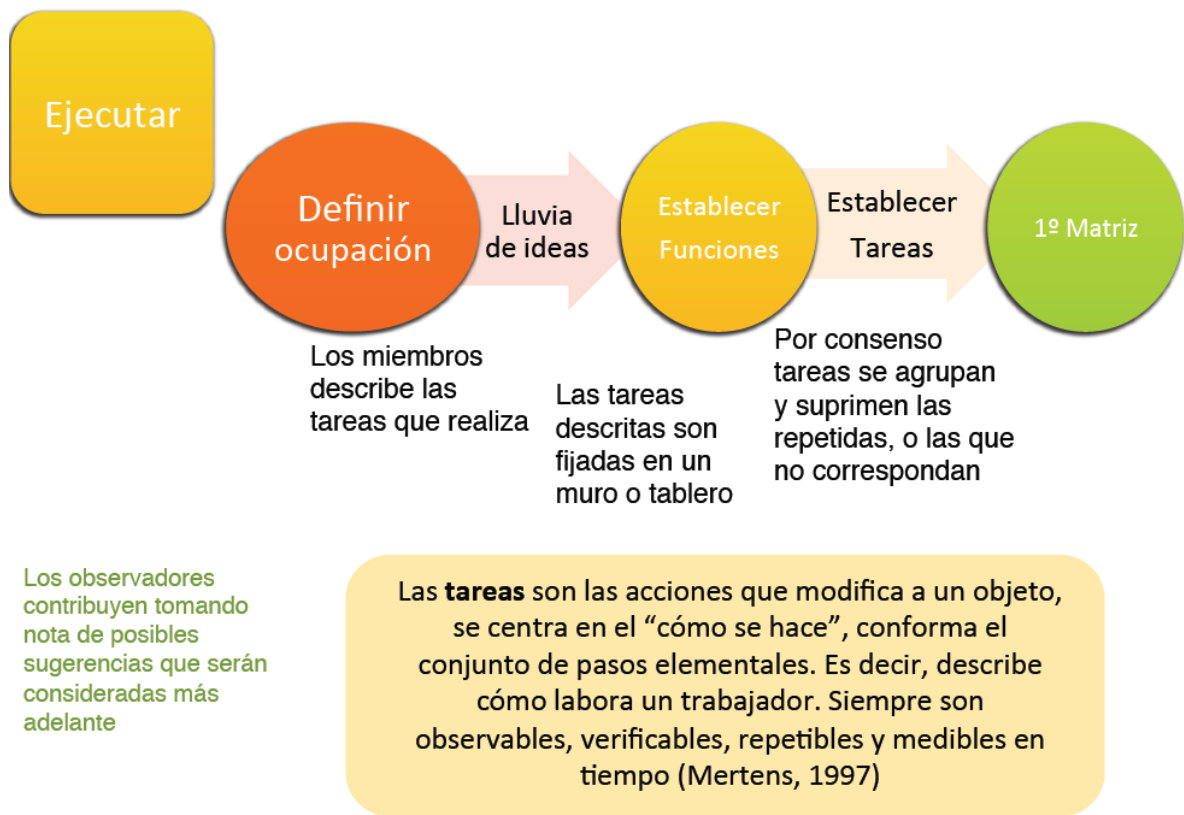 Ejecutar
Definir
ocupación
Lluvia
de ideas
Establecer
Funciones
Establecer
Tareas
1º Matriz
Los miembros
describe las
tareas que realiza
Las tareas
descritas son
fijadas en un
muro o tablero
Por consenso
tareas se agrupan
y suprimen las
repetidas, o las que
no correspondan
Los observadores
contribuyen tomando
nota de posibles
sugerencias que serán
consideradas más
adelante
Las tareas son las acciones que modifica a un objeto,
se centra en el “cómo se hace”, conforma el
conjunto de pasos elementales. Es decir, describe
cómo labora un trabajador. Siempre son
observables, verificables, repetibles y medibles en
tiempo (Mertens, 1997)